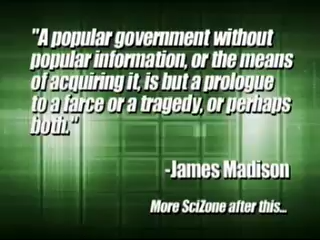 "A popular government without
popular information, or the means
of acquiring it, is but a prologue
to a farce or a tragedy, or perhaps
both."
-James Madison
More SciZone after this...